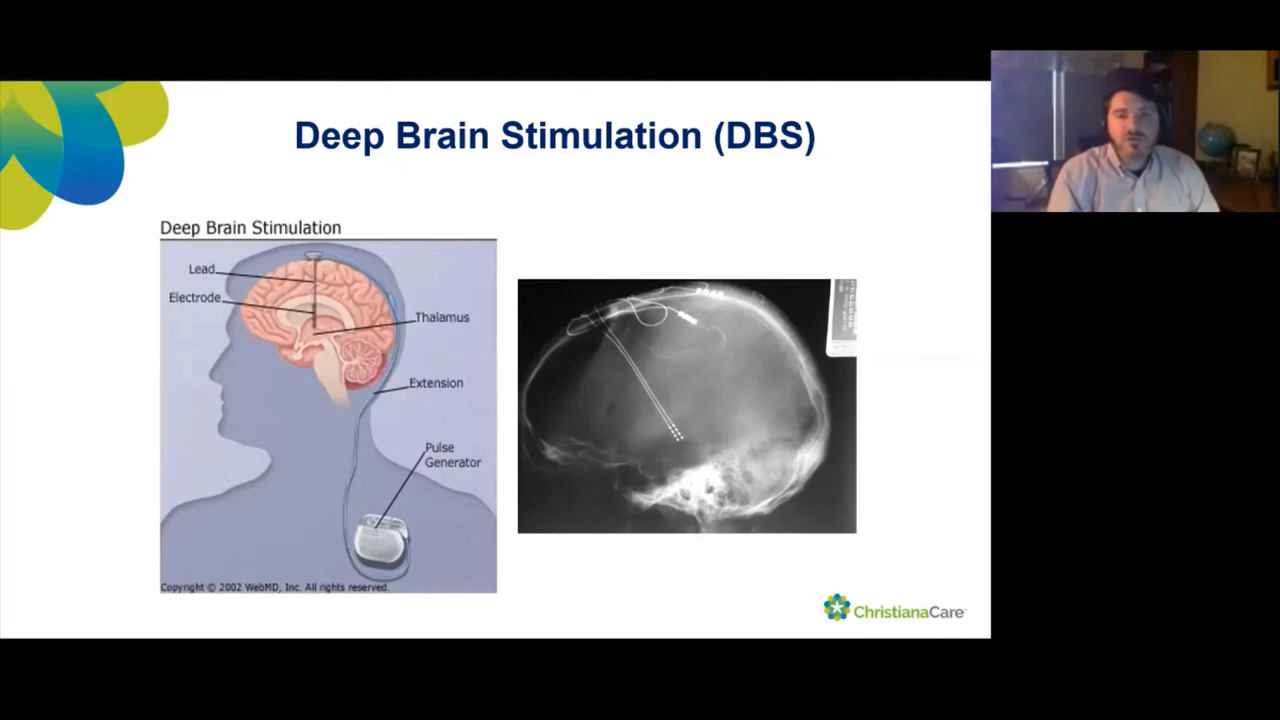 Deep Brain Stimulation (DBS)
Deep Brain Stimulation
Lead
Electrode
Thalamus
Extension
Pulse
Generator
Copyright © 2002 WebMD, Inc. All rights reserved.
ChristianaCare™